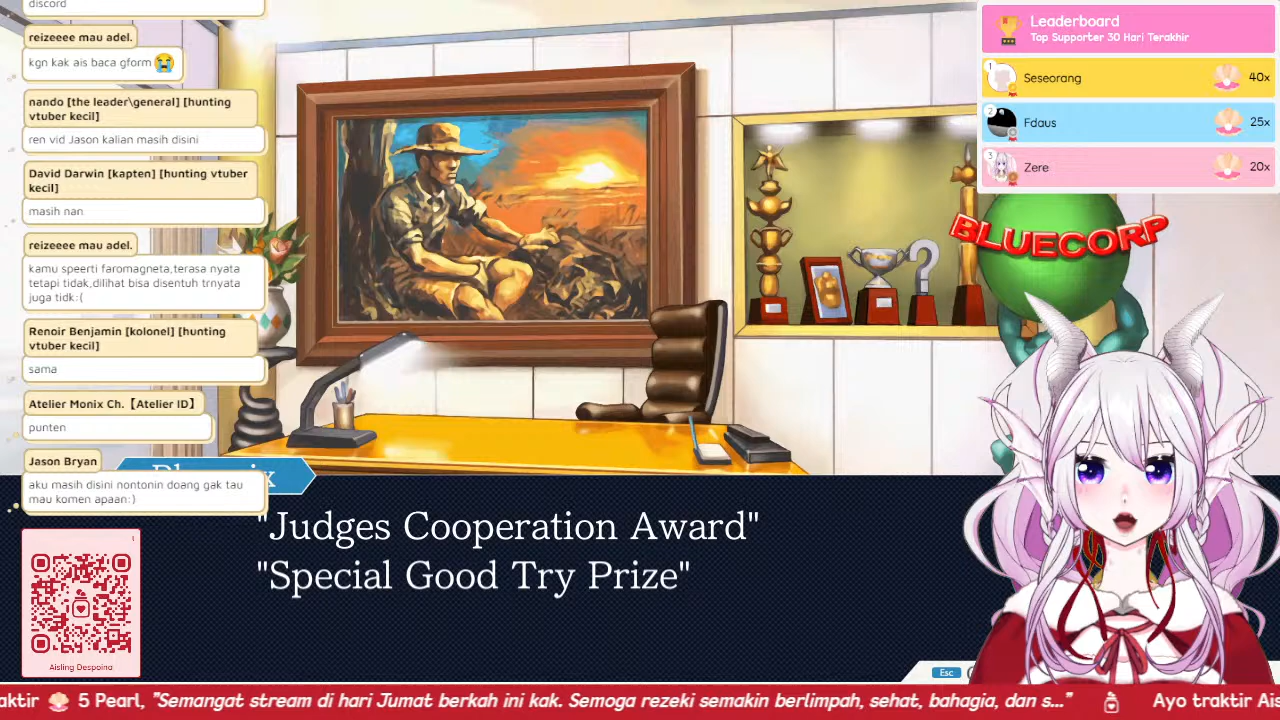 discord
reizeeee mau adel.
kgn kak ais baca gform 😭
nando [the leader\general] [hunting
vtuber kecil]
ren vid Jason kalian masih disini
David Darwin [kapten] [hunting vtuber
kecil]
masih nan
reizeeee mau adel.
kamu speerti faromagneta,terasa nyata
tetapi tidak,dilihat bisa disentuh trnyata
juga tidk:(
Renoir Benjamin [kolonel] [hunting
vtuber kecil]
sama
Atelier Monix Ch.【Atelier ID】
punten
Jason Bryan
aku masih disini nontonin doang gak tau
mau komen apaan:)
Leaderboard
Top Supporter 30 Hari Terakhir
1
Seseorang
40x
2
Fdaus
25x
3
Zere
20x
BLUECORP
"Judges Cooperation Award"
"Special Good Try Prize"
Aisling Despoina
Esc
aktir 5 Pearl, "Semangat stream di hari Jumat berkah ini kak. Semoga rezeki semakin berlimpah, sehat, bahagia, dan s..." Ayo traktir Ais